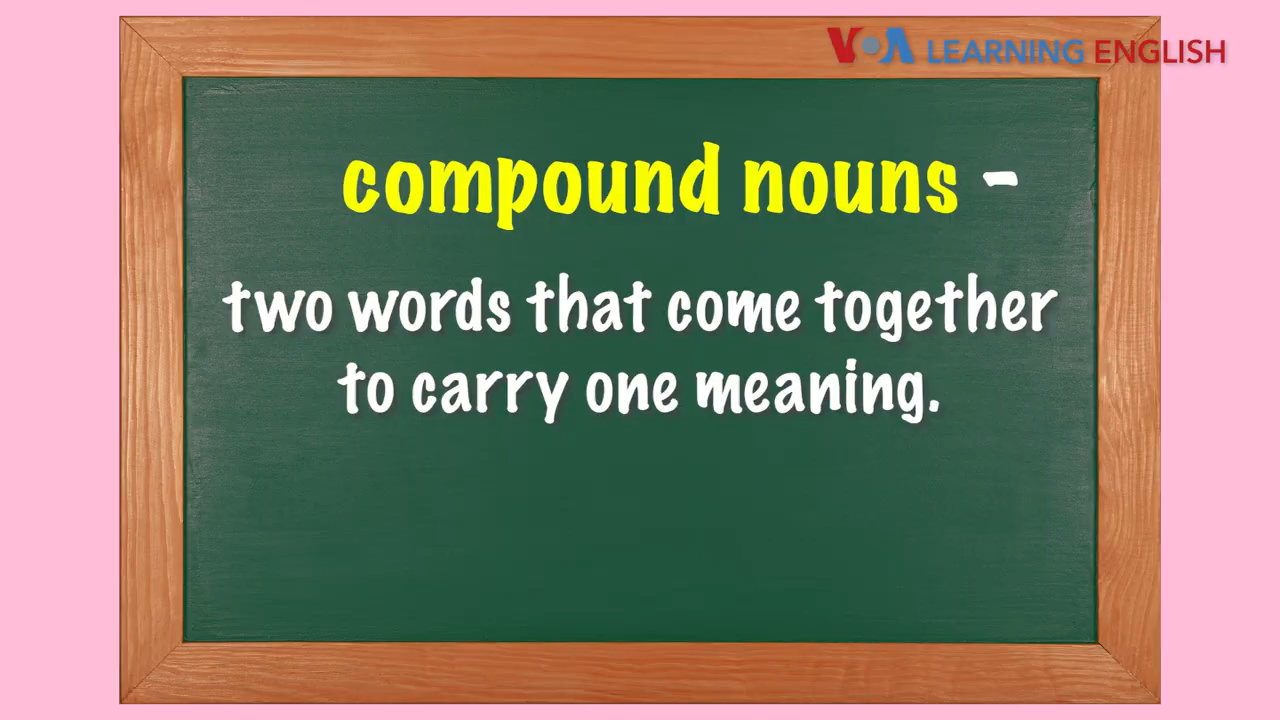 VOA LEARNING ENGLISH
compound nouns -
two words that come together
to carry one meaning.